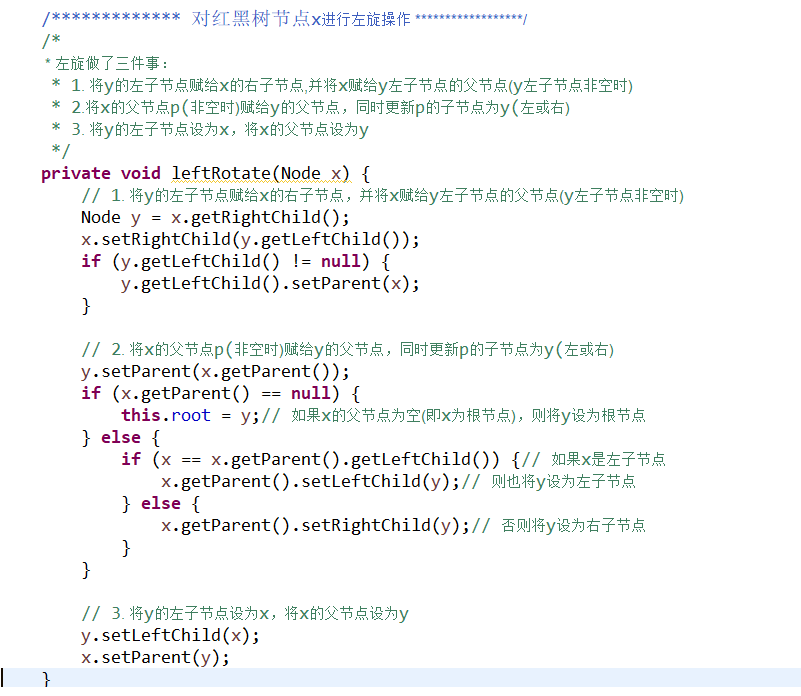 /************* 对红黑树节点x进行左旋操作 ******************/
/*
* 左旋做了三件事：
* 1. 将y的左子节点赋给x的右子节点,并将x赋给y左子节点的父节点(y左子节点非空时)
* 2.将x的父节点p(非空时)赋给y的父节点，同时更新p的子节点为y(左或右)
* 3. 将y的左子节点设为x，将x的父节点设为y
*/
private void leftRotate(Node x) {
// 1. 将y的左子节点赋给x的右子节点，并将x赋给y左子节点的父节点(y左子节点非空时)
Node y = x.getRightChild();
x.setRightChild(y.getLeftChild());
if (y.getLeftChild() != null) {
y.getLeftChild().setParent(x);
}
// 2. 将x的父节点p(非空时)赋给y的父节点，同时更新p的子节点为y(左或右)
y.setParent(x.getParent());
if (x.getParent() == null) {
this.root = y;// 如果x的父节点为空(即x为根节点)，则将y设为根节点
} else {
if (x == x.getParent().getLeftChild()) {// 如果x是左子节点
x.getParent().setLeftChild(y);// 则也将y设为左子节点
} else {
x.getParent().setRightChild(y);// 否则将y设为右子节点
}
}
// 3. 将y的左子节点设为x，将x的父节点设为y
y.setLeftChild(x);
x.setParent(y);
}